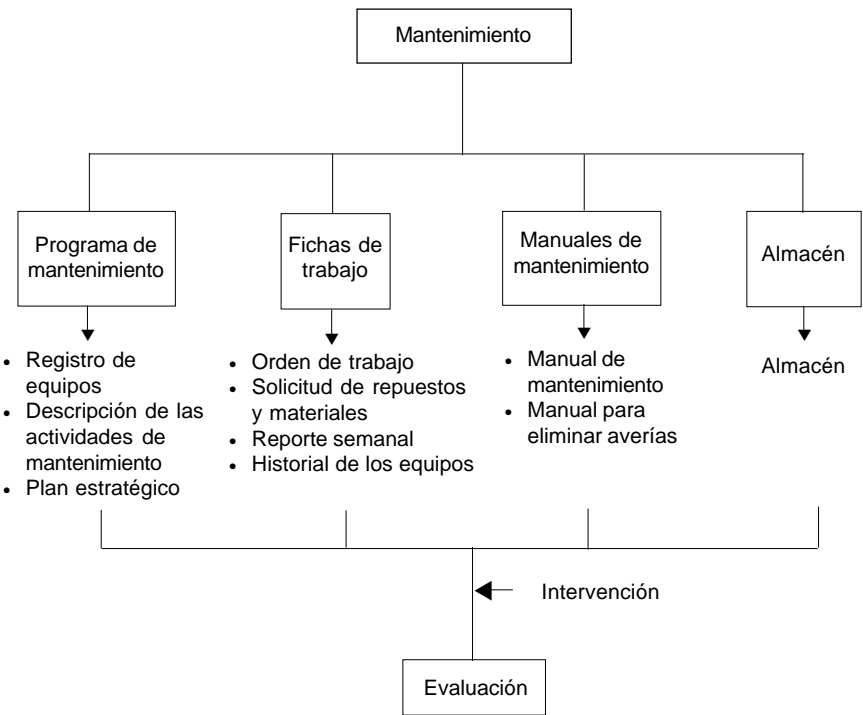 Mantenimiento
Programa de
mantenimiento
Fichas de
trabajo
Manuales de
mantenimiento
Almacén
• Registro de
equipos
• Descripción de las
actividades de
mantenimiento
• Plan estratégico
• Orden de trabajo
• Solicitud de repuestos
y materiales
• Reporte semanal
• Historial de los equipos
• Manual de
mantenimiento
• Manual para
eliminar averías
Almacén
Intervención
Evaluación